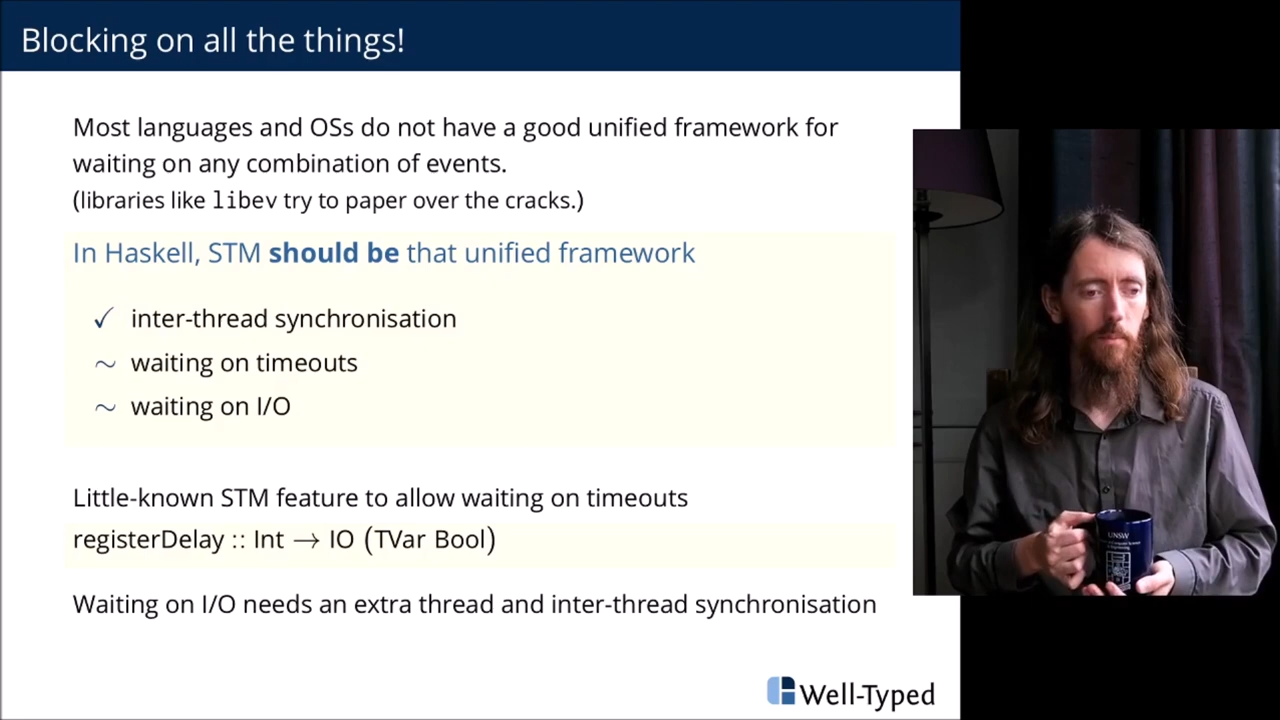 Blocking on all the things!
Most languages and OSs do not have a good unified framework for
waiting on any combination of events.
(libraries like libev try to paper over the cracks.)
In Haskell, STM should be that unified framework
✓ inter-thread synchronisation
~ waiting on timeouts
~ waiting on I/O
Little-known STM feature to allow waiting on timeouts
registerDelay :: Int → IO (TVar Bool)
Waiting on I/O needs an extra thread and inter-thread synchronisation
Well-Typed
UNSW